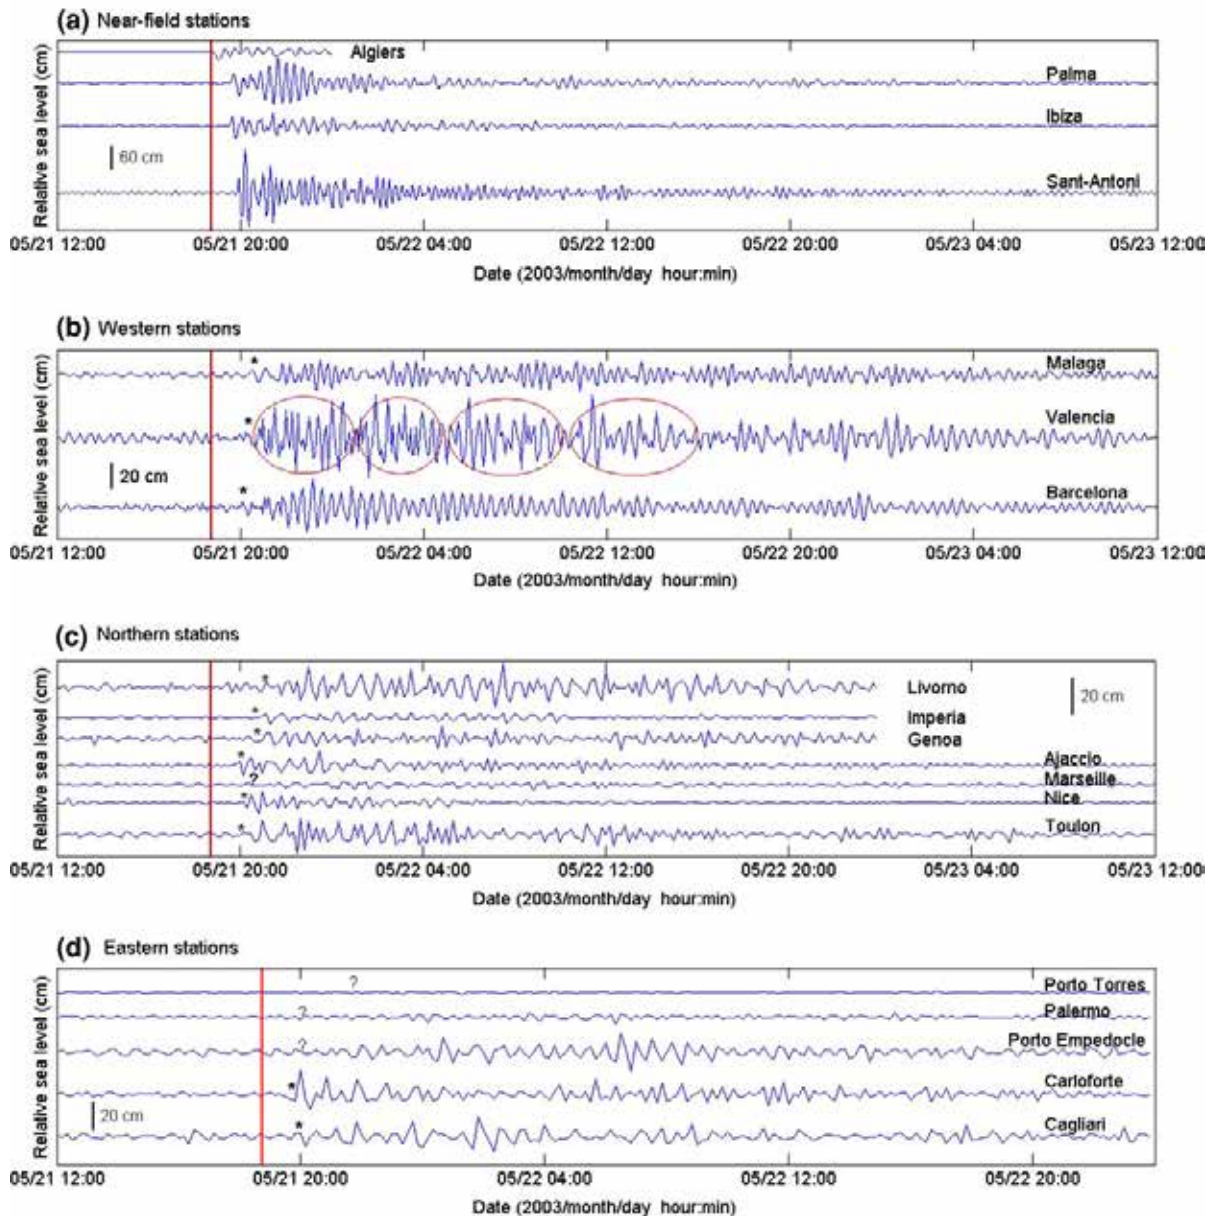 (a) Near-field stations
Relative sea level (cm)
Algiers
Palma
Ibiza
60 cm
Sant-Antoni
05/21 12:00 05/21 20:00 05/22 04:00 05/22 12:00 05/22 20:00 05/23 04:00 05/23 12:00
Date (2003/month/day hour:min)
(b) Western stations
Relative sea level (cm)
*
Malaga
*
Valencia
20 cm
*
Barcelona
05/21 12:00 05/21 20:00 05/22 04:00 05/22 12:00 05/22 20:00 05/23 04:00 05/23 12:00
Date (2003/month/day hour:min)
(c) Northern stations
Relative sea level (cm)
*
Livorno
20 cm
*
Imperia
*
Genoa
*
Ajaccio
?
Marseille
*
Nice
*
Toulon
05/21 12:00 05/21 20:00 05/22 04:00 05/22 12:00 05/22 20:00 05/23 04:00 05/23 12:00
Date (2003/month/day hour:min)
(d) Eastern stations
Relative sea level (cm)
?
Porto Torres
?
Palermo
?
Porto Empedocle
*
Carloforte
20 cm
*
Cagliari
05/21 12:00 05/21 20:00 05/22 04:00 05/22 12:00 05/22 20:00
Date (2003/month/day hour:min)